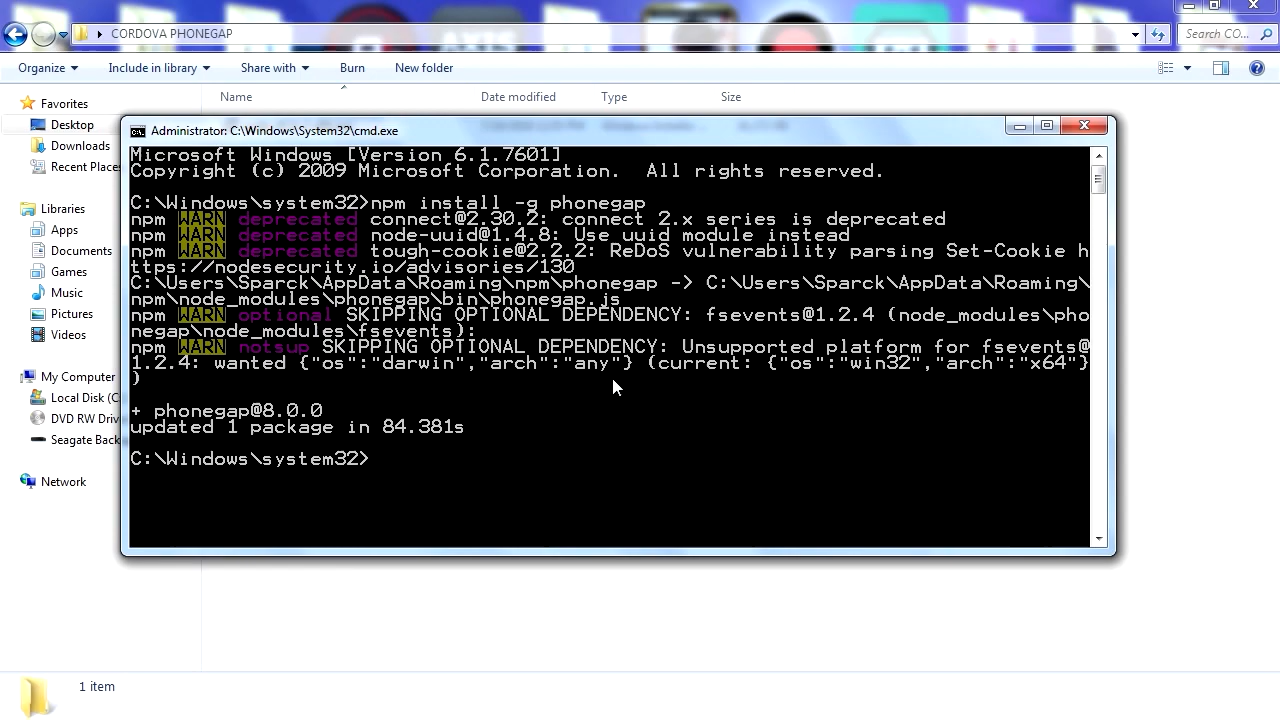 CORDOVA PHONEGAP
Search CO...
Organize
Include in library
Share with
Burn
New folder
Name
Date modified
Type
Size
Favorites
Desktop
Downloads
Recent Places
Libraries
Apps
Documents
Games
Music
Pictures
Videos
My Computer
Local Disk (C
DVD RW Driv
Seagate Back
Network
Administrator: C:\Windows\System32\cmd.exe
Microsoft Windows [Version 6.1.7601]
Copyright (c) 2009 Microsoft Corporation.  All rights reserved.
C:\Windows\system32>npm install -g phonegap
npm WARN deprecated connect@2.30.2: connect 2.x series is deprecated
npm WARN deprecated node-uuid@1.4.8: Use uuid module instead
npm WARN deprecated tough-cookie@2.2.2: ReDoS vulnerability parsing Set-Cookie h
ttps://nodesecurity.io/advisories/130
C:\Users\Sparck\AppData\Roaming\npm\phonegap -> C:\Users\Sparck\AppData\Roaming\
npm\node_modules\phonegap\bin\phonegap.js
npm WARN optional SKIPPING OPTIONAL DEPENDENCY: fsevents@1.2.4 (node_modules\pho
negap\node_modules\fsevents):
npm WARN notsup SKIPPING OPTIONAL DEPENDENCY: Unsupported platform for fsevents@
1.2.4: wanted {"os":"darwin","arch":"any"} (current: {"os":"win32","arch":"x64"}
)
+ phonegap@8.0.0
updated 1 package in 84.381s
C:\Windows\system32>
1 item